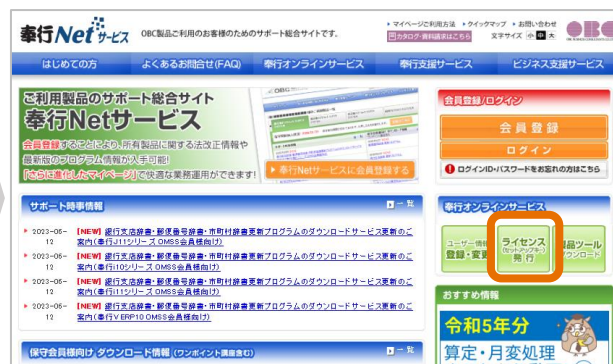 奉行Netサービス
OBC製品ご利用のお客様のためのサポート総合サイトです。
マイページご利用方法 クイックマップ お問い合わせ
カタログ・資料請求はこちら 文字サイズ 小 中 大
OBC
はじめての方 よくあるお問合せ(FAQ) 奉行オンラインサービス 奉行支援サービス ビジネス支援サービス
ご利用製品のサポート総合サイト
奉行Netサービス
会員登録することにより、所有製品に関する法改正情報や
最新版のプログラム情報が入手可能!
「さらに進化したマイページ」で快適な業務運用ができます!
奉行Netサービスに会員登録する
会員登録/ログイン
会員登録
ログイン
ログインID・パスワードをお忘れの方はこちら
サポート時事情報 一覧
2023-06-12 【NEW】銀行支店辞書・郵便番号辞書・市町村辞書更新プログラムのダウンロードサービス更新のご
案内(奉行J11シリーズ OMSS会員様向け)
2023-06-12 【NEW】銀行支店辞書・郵便番号辞書・市町村辞書更新プログラムのダウンロードサービス更新のご
案内(奉行i10シリーズ OMSS会員様向け)
2023-06-12 【NEW】銀行支店辞書・郵便番号辞書・市町村辞書更新プログラムのダウンロードサービス更新のご
案内(奉行i11シリーズ OMSS会員様向け)
2023-06-12 【NEW】銀行支店辞書・郵便番号辞書・市町村辞書更新プログラムのダウンロードサービス更新のご
案内(奉行V ERP10 OMSS会員様向け)
奉行オンラインサービス
ユーザー情報
登録・変更
ライセンス
(セットアップキー)
発行
製品ツール
ダウンロード
おすすめ情報
令和5年分
算定・月変処理
保守会員様向け ダウンロード情報(ワンポイント講座含む) 一覧